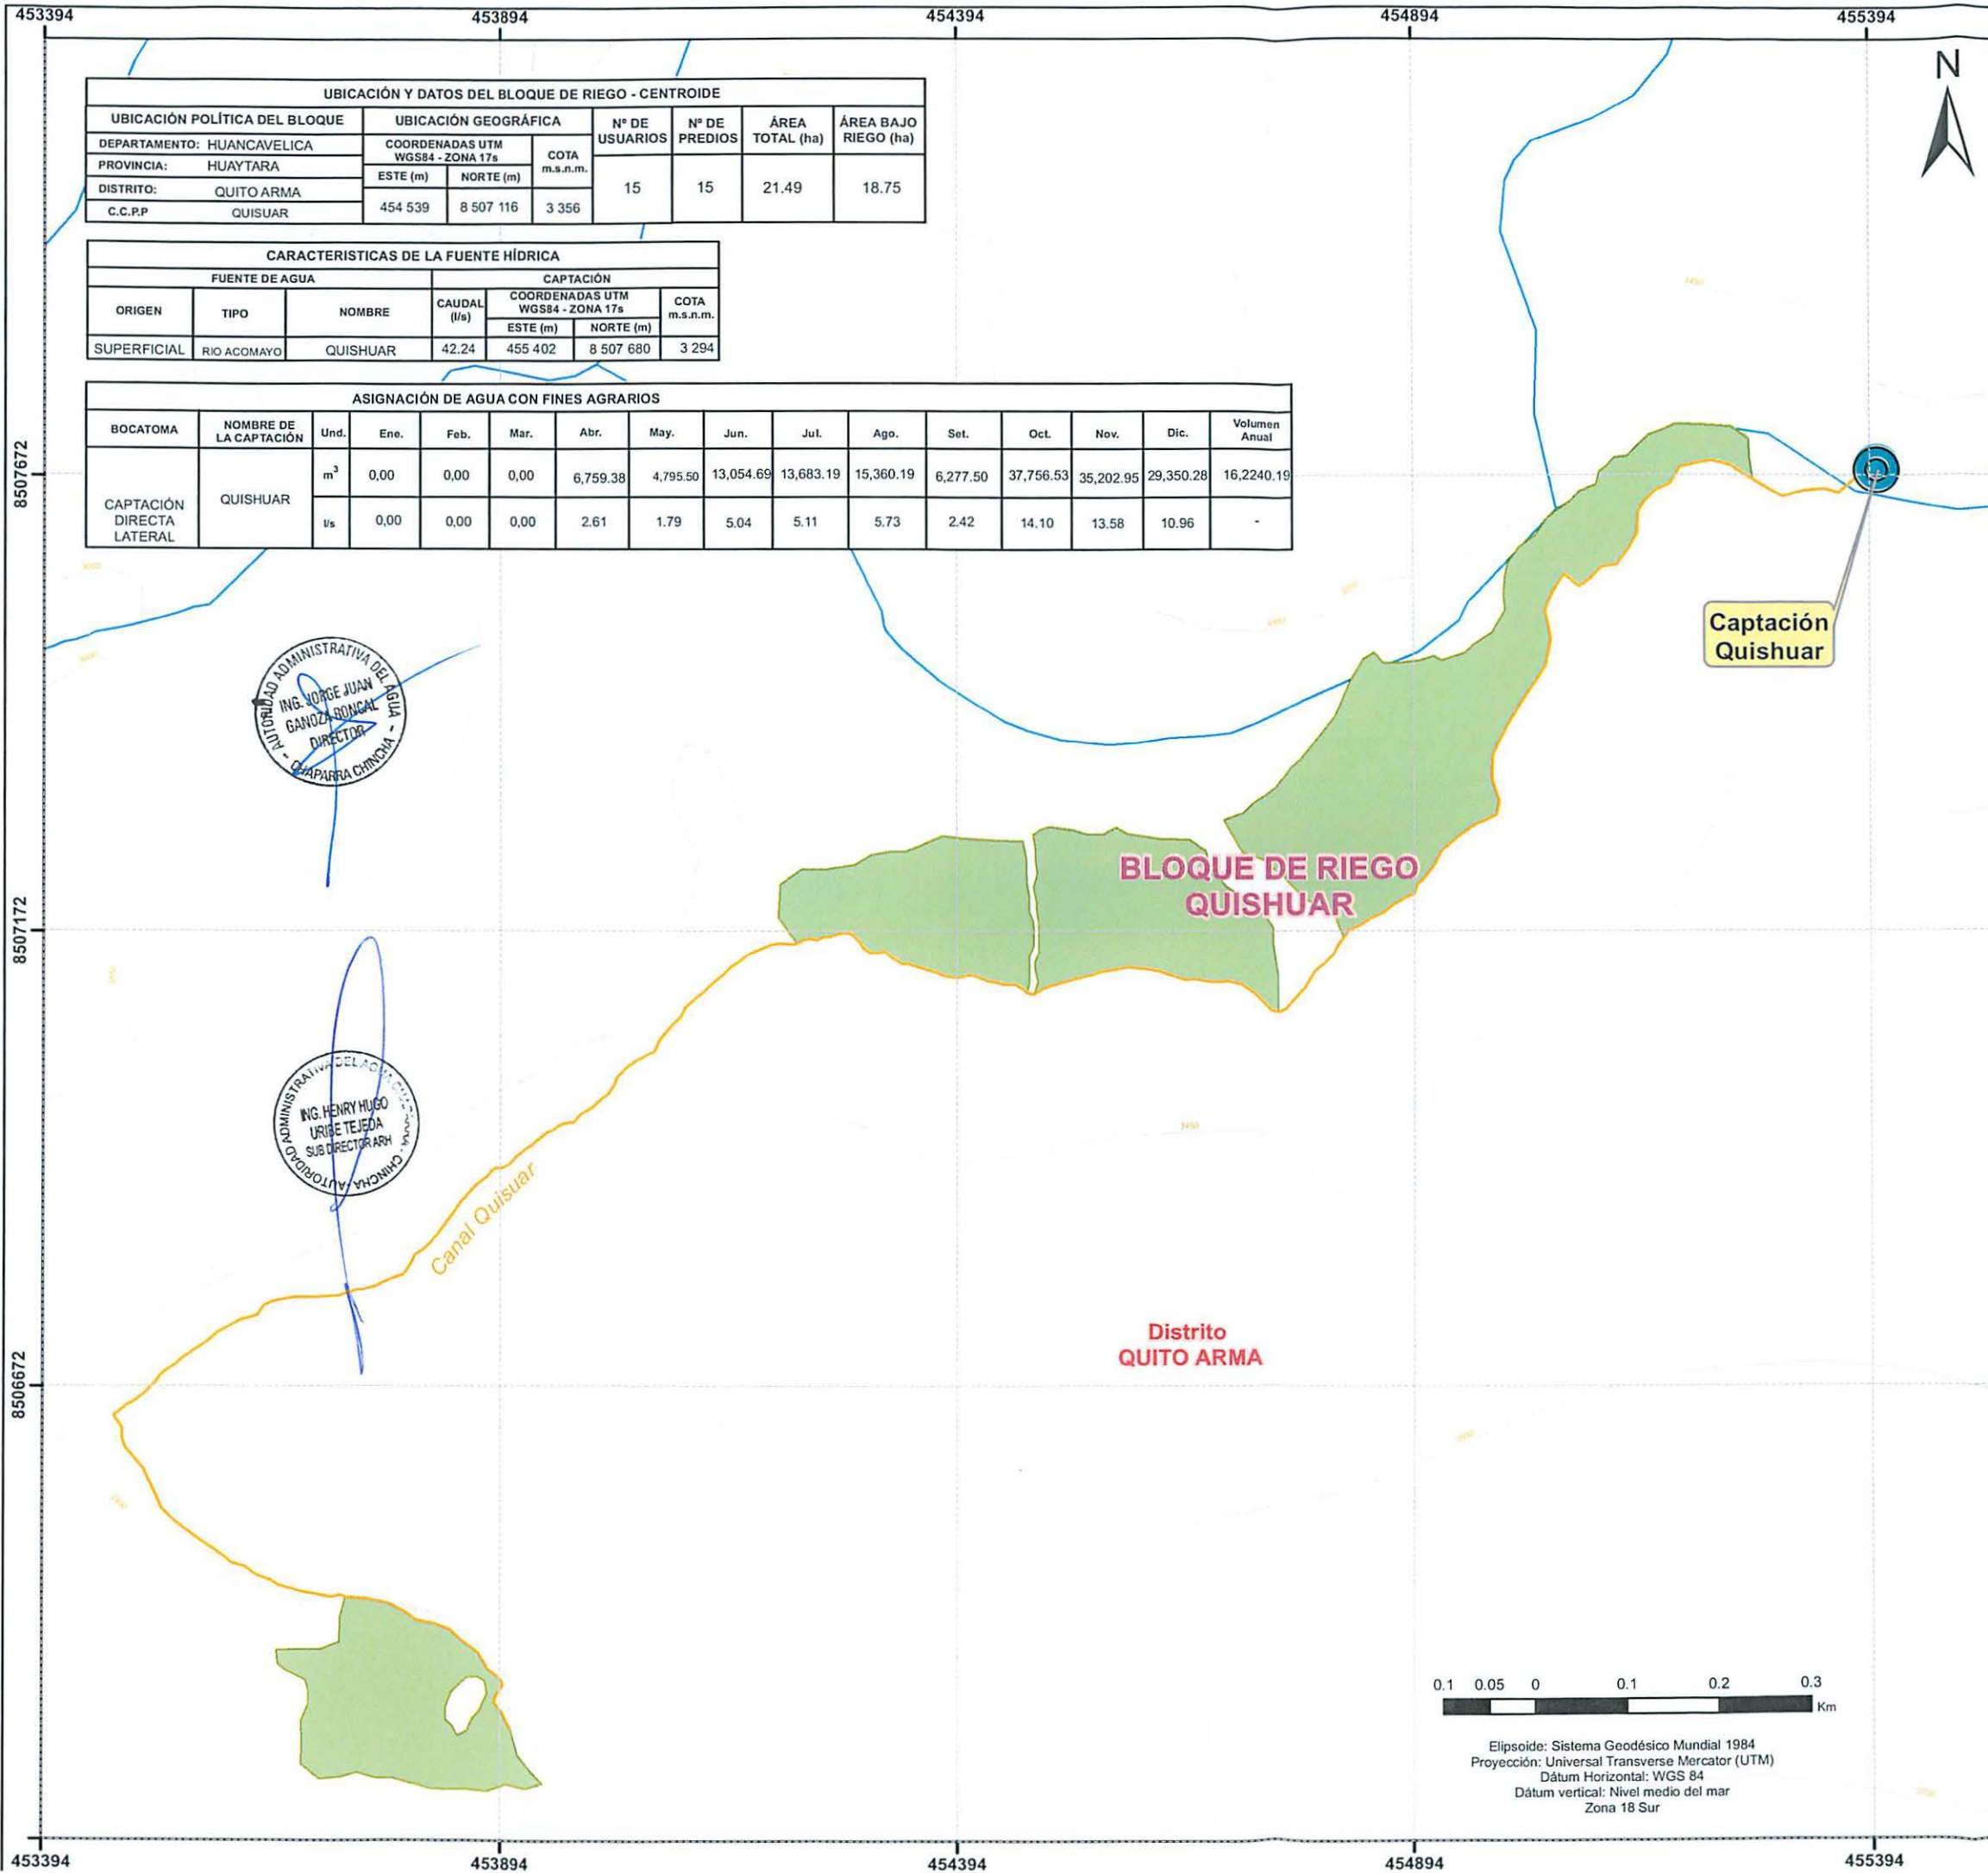 453394 453894 454394 454894 455394
N
UBICACIÓN Y DATOS DEL BLOQUE DE RIEGO - CENTROIDE
UBICACIÓN POLÍTICA DEL BLOQUE UBICACIÓN GEOGRÁFICA Nº DE USUARIOS Nº DE PREDIOS ÁREA TOTAL (ha) ÁREA BAJO RIEGO (ha)
DEPARTAMENTO: HUANCAVELICA COORDENADAS UTM WGS84 - ZONA 17s COTA m.s.n.m.
PROVINCIA: HUAYTARA
ESTE (m) NORTE (m)
DISTRITO: QUITO ARMA 15 15 21.49 18.75
C.C.P.P QUISUAR 454 539 8 507 116 3 356
CARACTERISTICAS DE LA FUENTE HÍDRICA
FUENTE DE AGUA CAPTACIÓN
ORIGEN TIPO NOMBRE CAUDAL (l/s) COORDENADAS UTM WGS84 - ZONA 17s COTA m.s.n.m.
ESTE (m) NORTE (m)
SUPERFICIAL RIO ACOMAYO QUISHUAR 42.24 455 402 8 507 680 3 294
ASIGNACIÓN DE AGUA CON FINES AGRARIOS
BOCATOMA NOMBRE DE LA CAPTACIÓN Und. Ene. Feb. Mar. Abr. May. Jun. Jul. Ago. Set. Oct. Nov. Dic. Volumen Anual
CAPTACIÓN DIRECTA LATERAL QUISHUAR m³ 0,00 0,00 0,00 6,759.38 4,795.50 13,054.69 13,683.19 15,360.19 6,277.50 37,756.53 35,202.95 29,350.28 16,2240.19
l/s 0,00 0,00 0,00 2.61 1.79 5.04 5.11 5.73 2.42 14.10 13.58 10.96 -
8507672
8507172
8506672
3450
Captación
Quishuar
AUTORIDAD ADMINISTRATIVA DEL AGUA - CHAPARRA CHINCHA -
ING. JORGE JUAN
GANOZA RONCAL
DIRECTOR
BLOQUE DE RIEGO
QUISHUAR
AUTORIDAD ADMINISTRATIVA DEL AGUA CHAPARRA - CHINCHA
ING. HENRY HUGO
URIBE TEJEDA
SUB DIRECTOR ARH
3450
Canal Quisuar
Distrito
QUITO ARMA
0.1 0.05 0 0.1 0.2 0.3
Km
Elipsoide: Sistema Geodésico Mundial 1984
Proyección: Universal Transverse Mercator (UTM)
Dátum Horizontal: WGS 84
Dátum vertical: Nivel medio del mar
Zona 18 Sur
453394 453894 454394 454894 455394